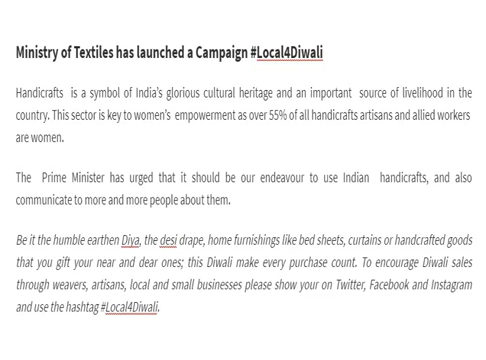 Ministry of Textiles has launched a Campaign #Local4Diwali
Handicrafts is a symbol of India's glorious cultural heritage and an important source of livelihood in the
country. This sector is key to women's empowerment as over 55% of all handicrafts artisans and allied workers
are women.
The Prime Minister has urged that it should be our endeavour to use Indian handicrafts, and also
communicate to more and more people about them.
Be it the humble earthen Diya, the desi drape, home furnishings like bed sheets, curtains or handcrafted goods
that you gift your near and dear ones; this Diwali make every purchase count. To encourage Diwali sales
through weavers, artisans, local and small businesses please show your on Twitter, Facebook and Instagram
and use the hashtag #Local4Diwali.